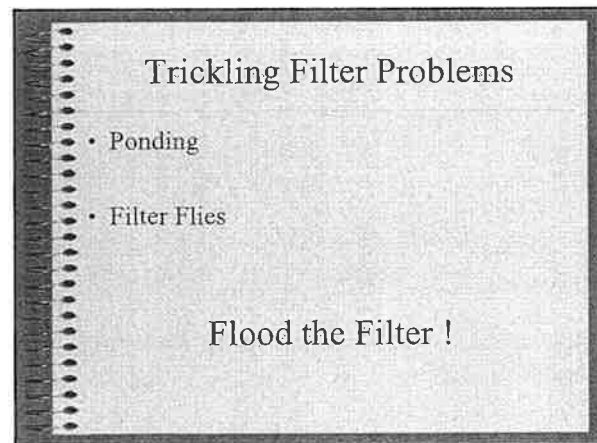 Trickling Filter Problems
• Ponding
• Filter Flies
Flood the Filter !